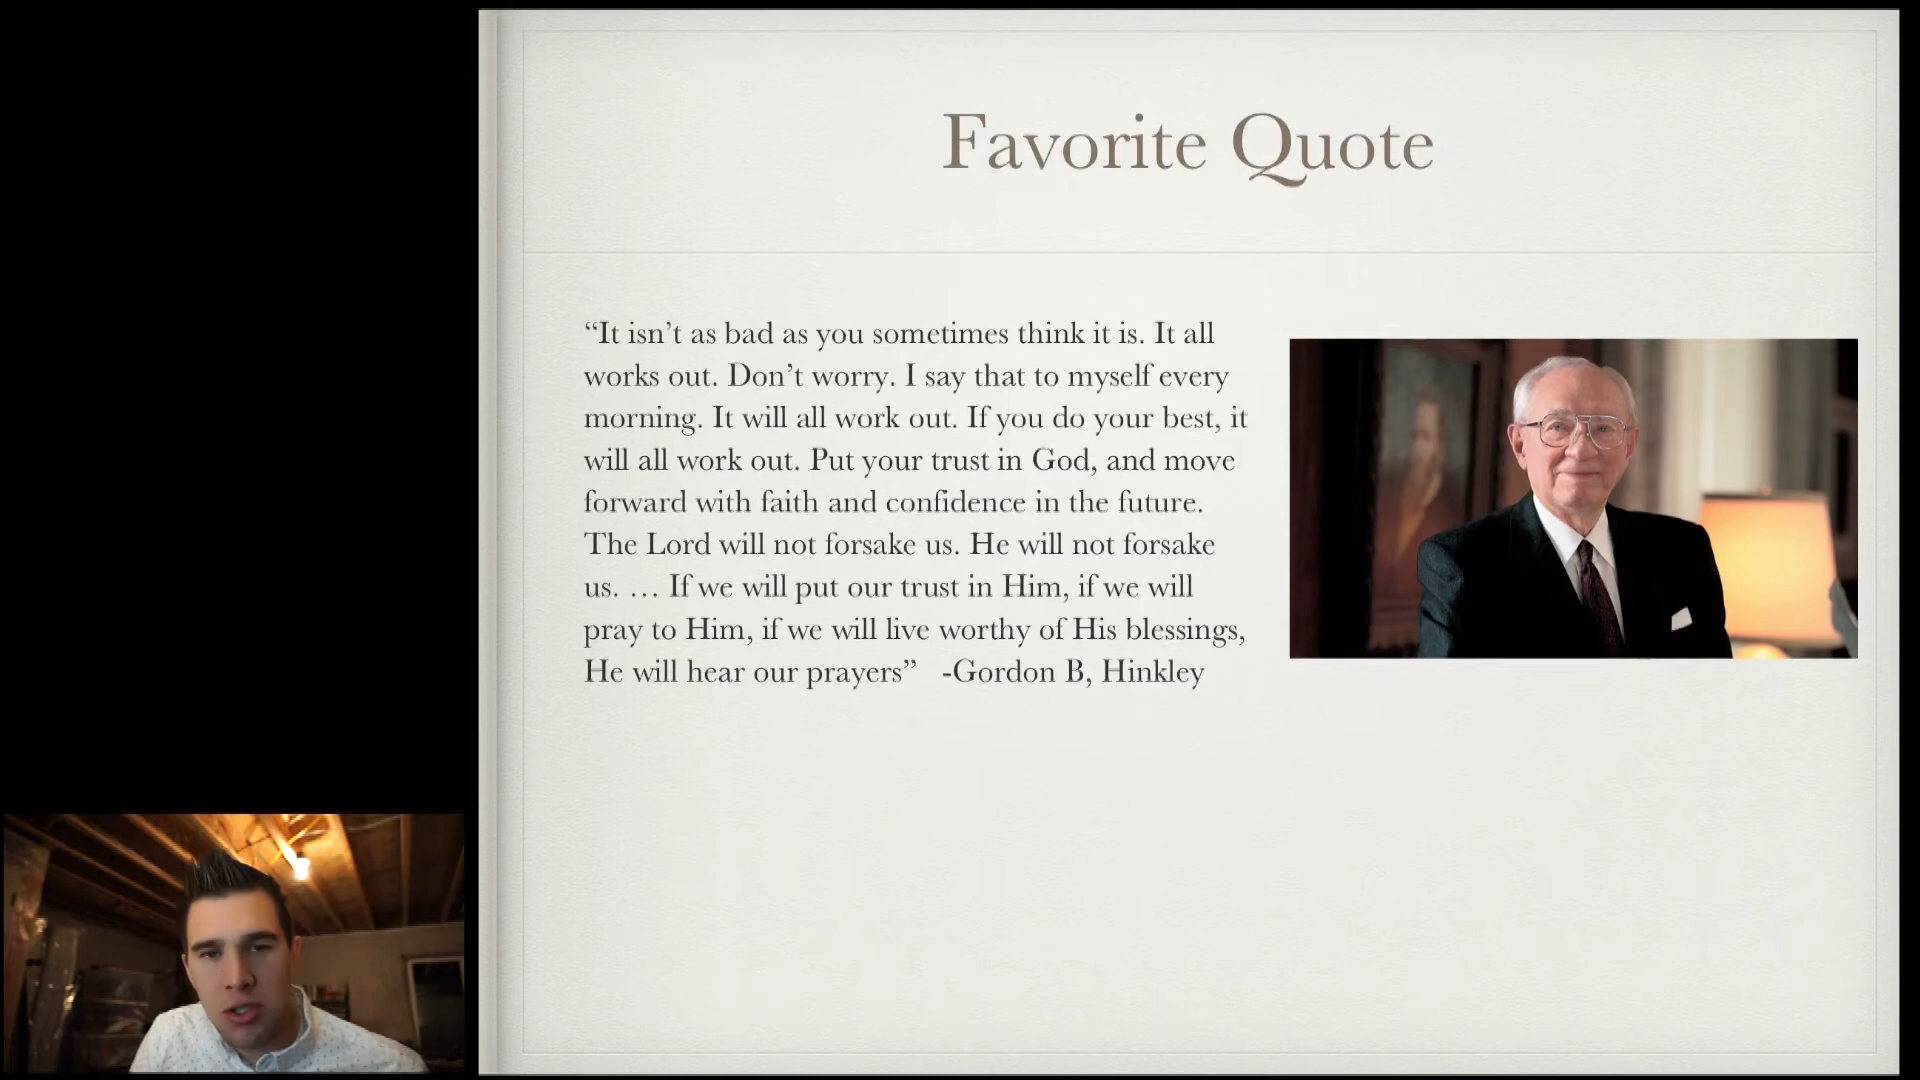 Favorite Quote
“It isn’t as bad as you sometimes think it is. It all
works out. Don’t worry. I say that to myself every
morning. It will all work out. If you do your best, it
will all work out. Put your trust in God, and move
forward with faith and confidence in the future.
The Lord will not forsake us. He will not forsake
us. … If we will put our trust in Him, if we will
pray to Him, if we will live worthy of His blessings,
He will hear our prayers” -Gordon B, Hinkley